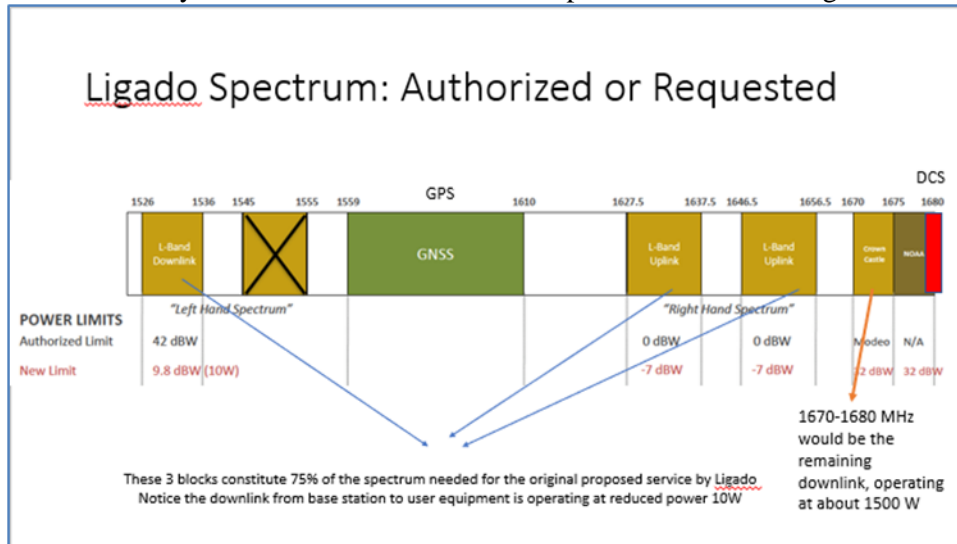 Ligado Spectrum: Authorized or Requested
GPS
DCS
1526 1536 1545 1555 1559 1610 1627.5 1637.5 1646.5 1656.5 1670 1675 1680
L-Band
Downlink
GNSS
L-Band
Uplink
L-Band
Uplink
Crown
Castle
NOAA
"Left Hand Spectrum" "Right Hand Spectrum"
POWER LIMITS
Authorized Limit 42 dBW 0 dBW 0 dBW Modeo N/A
New Limit 9.8 dBW (10W) -7 dBW -7 dBW dBW 32 dBW
1670-1680 MHz
would be the
remaining
downlink, operating
at about 1500 W
These 3 blocks constitute 75% of the spectrum needed for the original proposed service by Ligado
Notice the downlink from base station to user equipment is operating at reduced power 10W